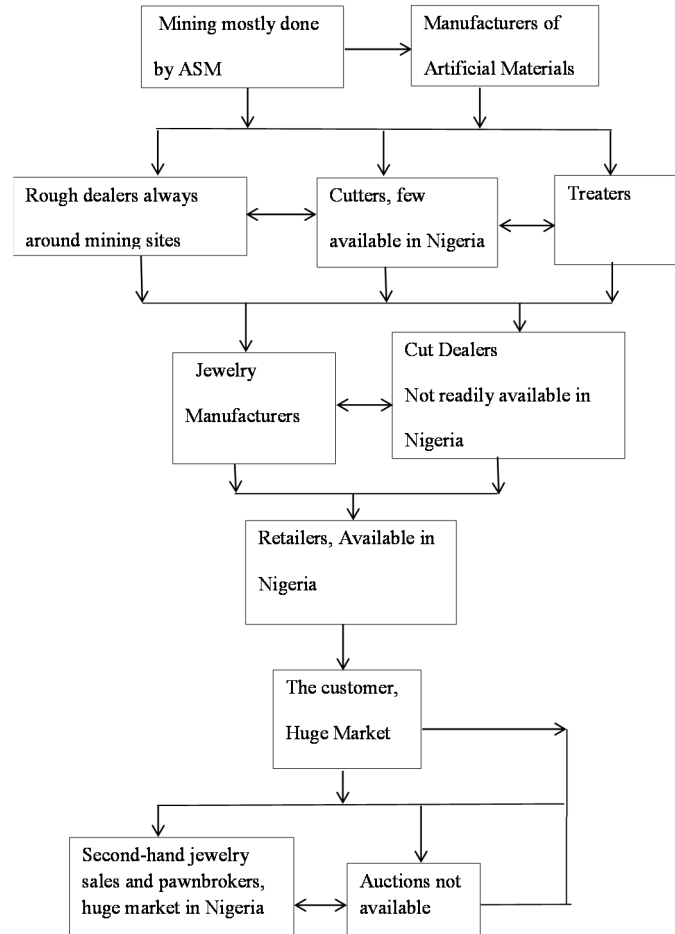 Mining mostly done
by ASM
Manufacturers of
Artificial Materials
Rough dealers always
around mining sites
Cutters, few
available in Nigeria
Treaters
Jewelry
Manufacturers
Cut Dealers
Not readily available in
Nigeria
Retailers, Available in
Nigeria
The customer,
Huge Market
Second-hand jewelry
sales and pawnbrokers,
huge market in Nigeria
Auctions not
available